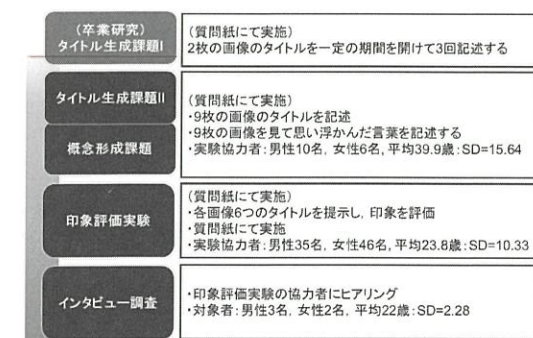 （卒業研究）
タイトル生成課題I
（質問紙にて実施）
2枚の画像のタイトルを一定の期間を開けて3回記述する
タイトル生成課題II
概念形成課題
（質問紙にて実施）
・9枚の画像のタイトルを記述
・9枚の画像を見て思い浮かんだ言葉を記述する
・実験協力者：男性10名，女性6名，平均39.9歳：SD=15.64
印象評価実験
（質問紙にて実施）
・各画像6つのタイトルを提示し，印象を評価
・質問紙にて実施
・実験協力者：男性35名，女性46名，平均23.8歳：SD=10.33
インタビュー調査
・印象評価実験の協力者にヒアリング
・対象者：男性3名，女性2名，平均22歳：SD=2.28